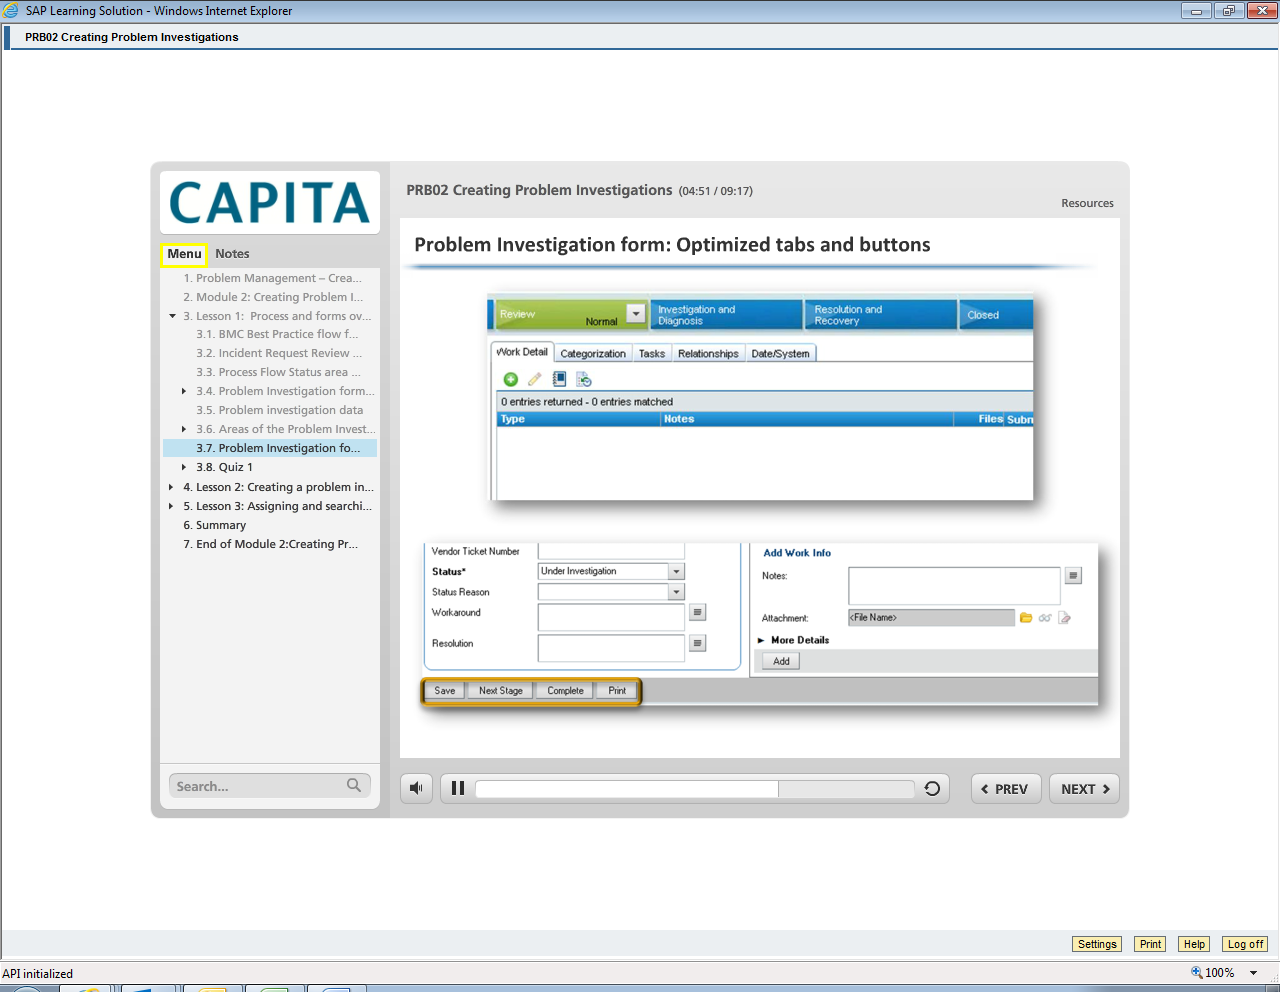 SAP Learning Solution - Windows Internet Explorer
PRB02 Creating Problem Investigations
CAPITA
PRB02 Creating Problem Investigations (04:51 / 09:17)
Resources
Menu Notes
1. Problem Management – Crea...
2. Module 2: Creating Problem I...
3. Lesson 1: Process and forms ov...
3.1. BMC Best Practice flow f...
3.2. Incident Request Review ...
3.3. Process Flow Status area ...
3.4. Problem Investigation form...
3.5. Problem investigation data
3.6. Areas of the Problem Invest...
3.7. Problem Investigation fo...
3.8. Quiz 1
4. Lesson 2: Creating a problem in...
5. Lesson 3: Assigning and searchi...
6. Summary
7. End of Module 2:Creating Pr...
Search...
Problem Investigation form: Optimized tabs and buttons
Review Normal
Investigation and
Diagnosis
Resolution and
Recovery
Closed
Work Detail Categorization Tasks Relationships Date/System
0 entries returned - 0 entries matched
Type Notes Files Subn
Vendor Ticket Number
Status* Under Investigation
Status Reason
Workaround
Resolution
Add Work Info
Notes:
Attachment: <File Name>
More Details
Add
Save Next Stage Complete Print
PREV NEXT
Settings Print Help Log off
API initialized
100%